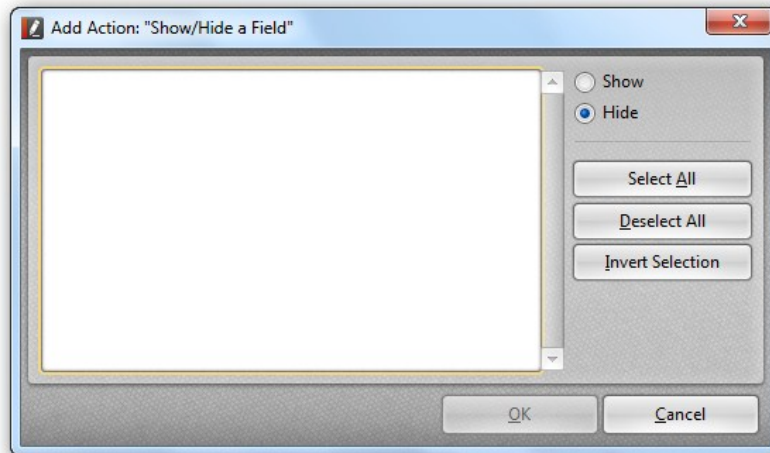 Add Action: "Show/Hide a Field"
Show
Hide
Select All
Deselect All
Invert Selection
OK
Cancel